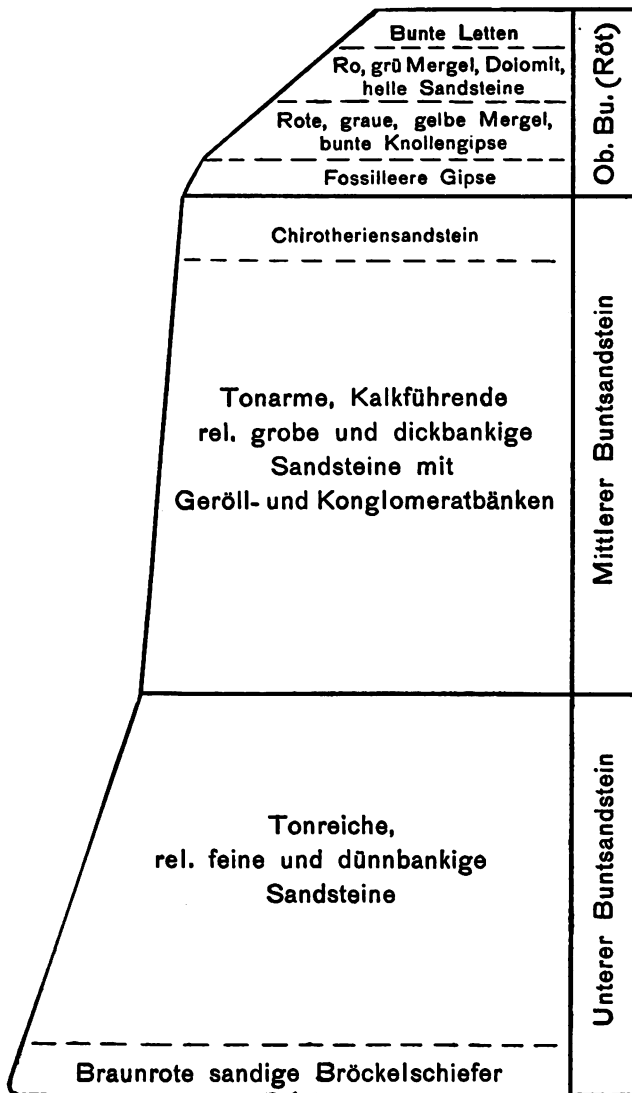 Bunte Letten
Ro, grü Mergel, Dolomit,
helle Sandsteine
Rote, graue, gelbe Mergel,
bunte Knollengipse
Fossilleere Gipse
Ob. Bu. (Röt)
Chirotheriensandstein
Tonarme, Kalkführende
rel. grobe und dickbankige
Sandsteine mit
Geröll- und Konglomeratbänken
Mittlerer Buntsandstein
Tonreiche,
rel. feine und dünnbankige
Sandsteine
Braunrote sandige Bröckelschiefer
Unterer Buntsandstein